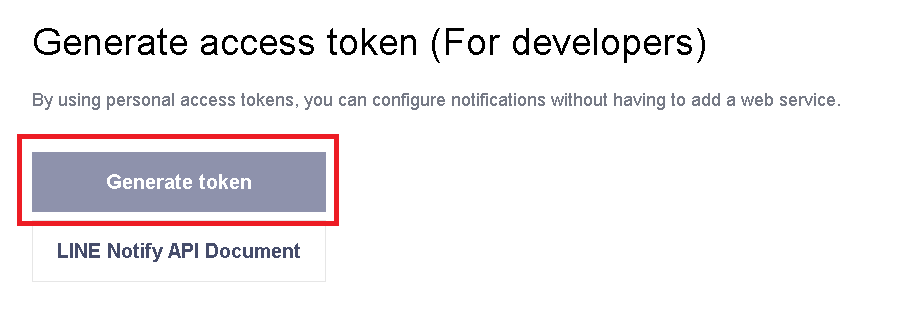 Generate access token (For developers)
By using personal access tokens, you can configure notifications without having to add a web service.
Generate token
LINE Notify API Document